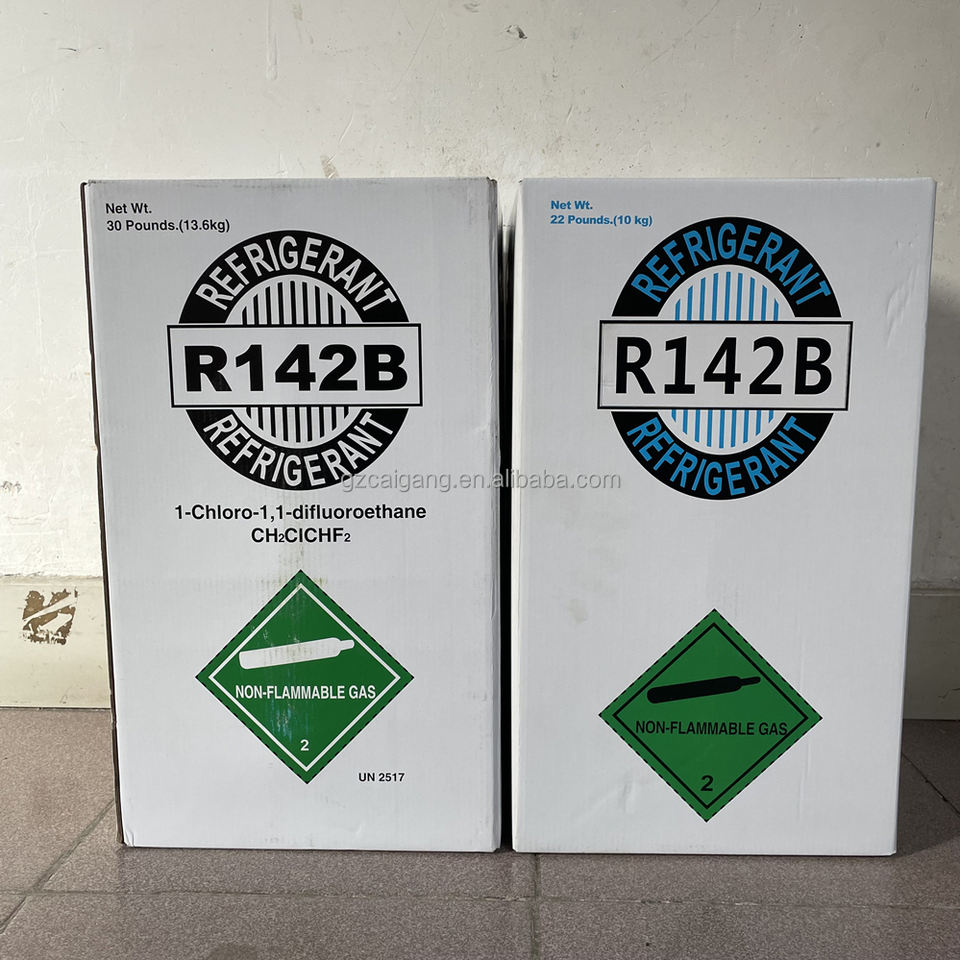 Net Wt.
30 Pounds.(13.6kg)
REFRIGERANT
R142B
REFRIGERANT
1-Chloro-1,1-difluoroethane
CH₂ClCHF₂
NON-FLAMMABLE GAS
2
UN 2517
Net Wt.
22 Pounds.(10 kg)
REFRIGERANT
R142B
REFRIGERANT
NON-FLAMMABLE GAS
2
gzcaigang.en.alibaba.com